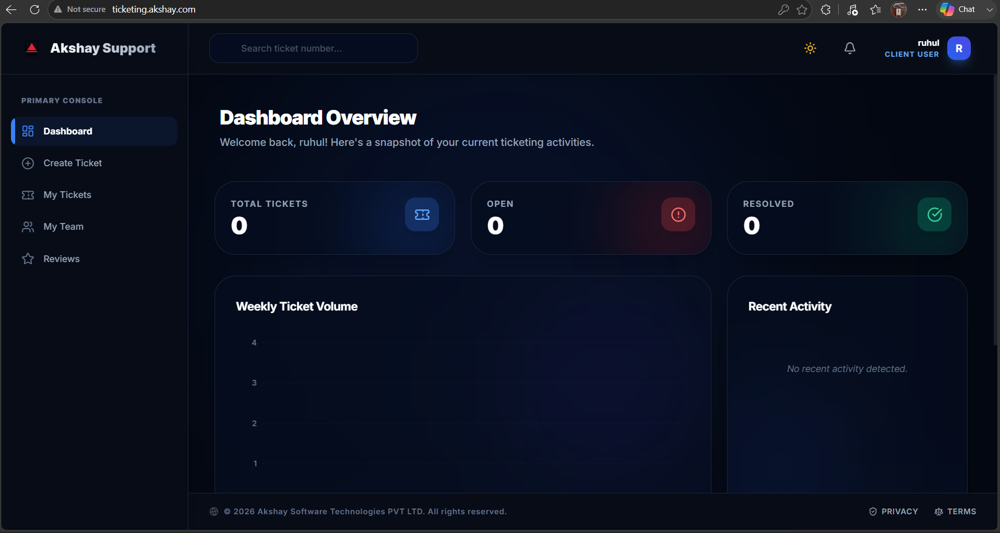 Not secure ticketing.akshay.com
Chat
Akshay Support
Search ticket number...
ruhul
CLIENT USER
R
PRIMARY CONSOLE
Dashboard
Create Ticket
My Tickets
My Team
Reviews
Dashboard Overview
Welcome back, ruhul! Here's a snapshot of your current ticketing activities.
TOTAL TICKETS
0
OPEN
0
RESOLVED
0
Weekly Ticket Volume
4
3
2
1
Recent Activity
No recent activity detected.
© 2026 Akshay Software Technologies PVT LTD. All rights reserved.
PRIVACY
TERMS